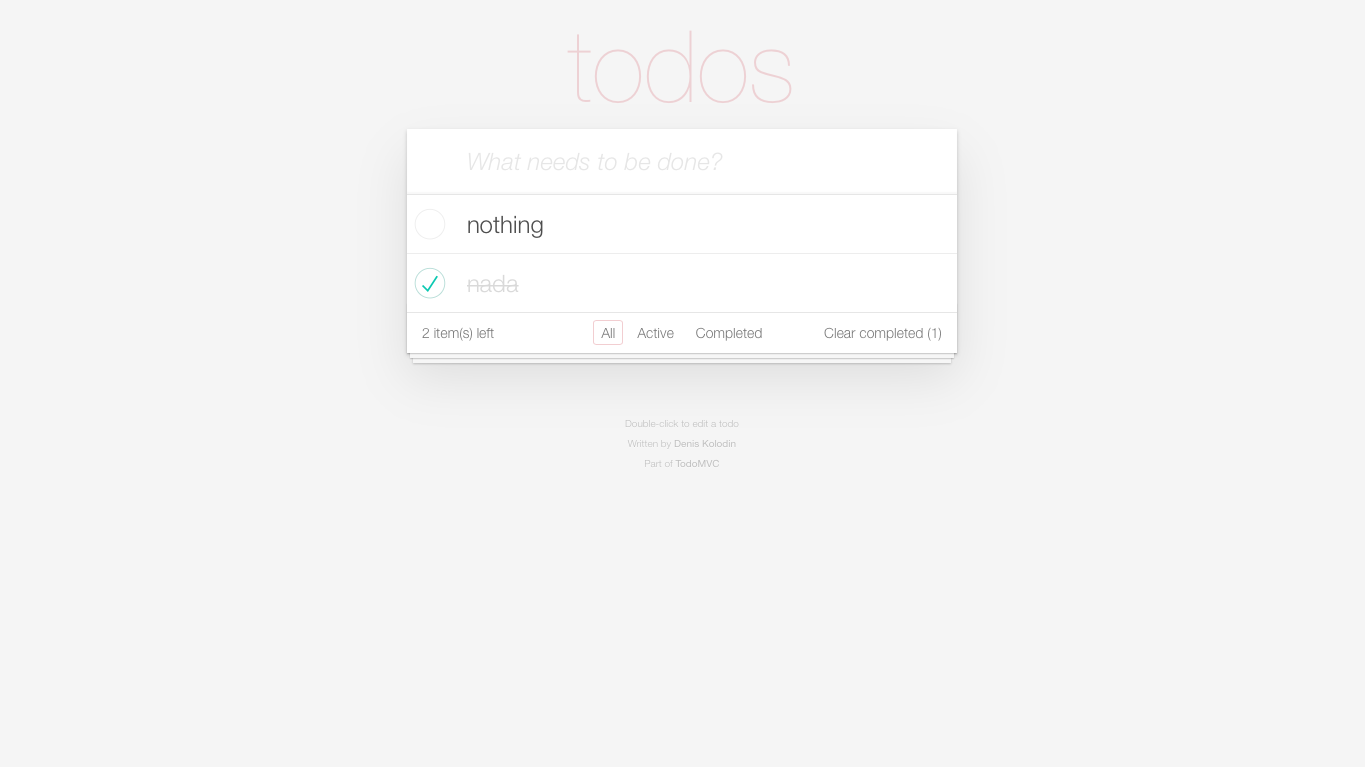 todos
What needs to be done?
nothing
nada
2 item(s) left All Active Completed Clear completed (1)
Double-click to edit a todo
Written by Denis Kolodin
Part of TodoMVC